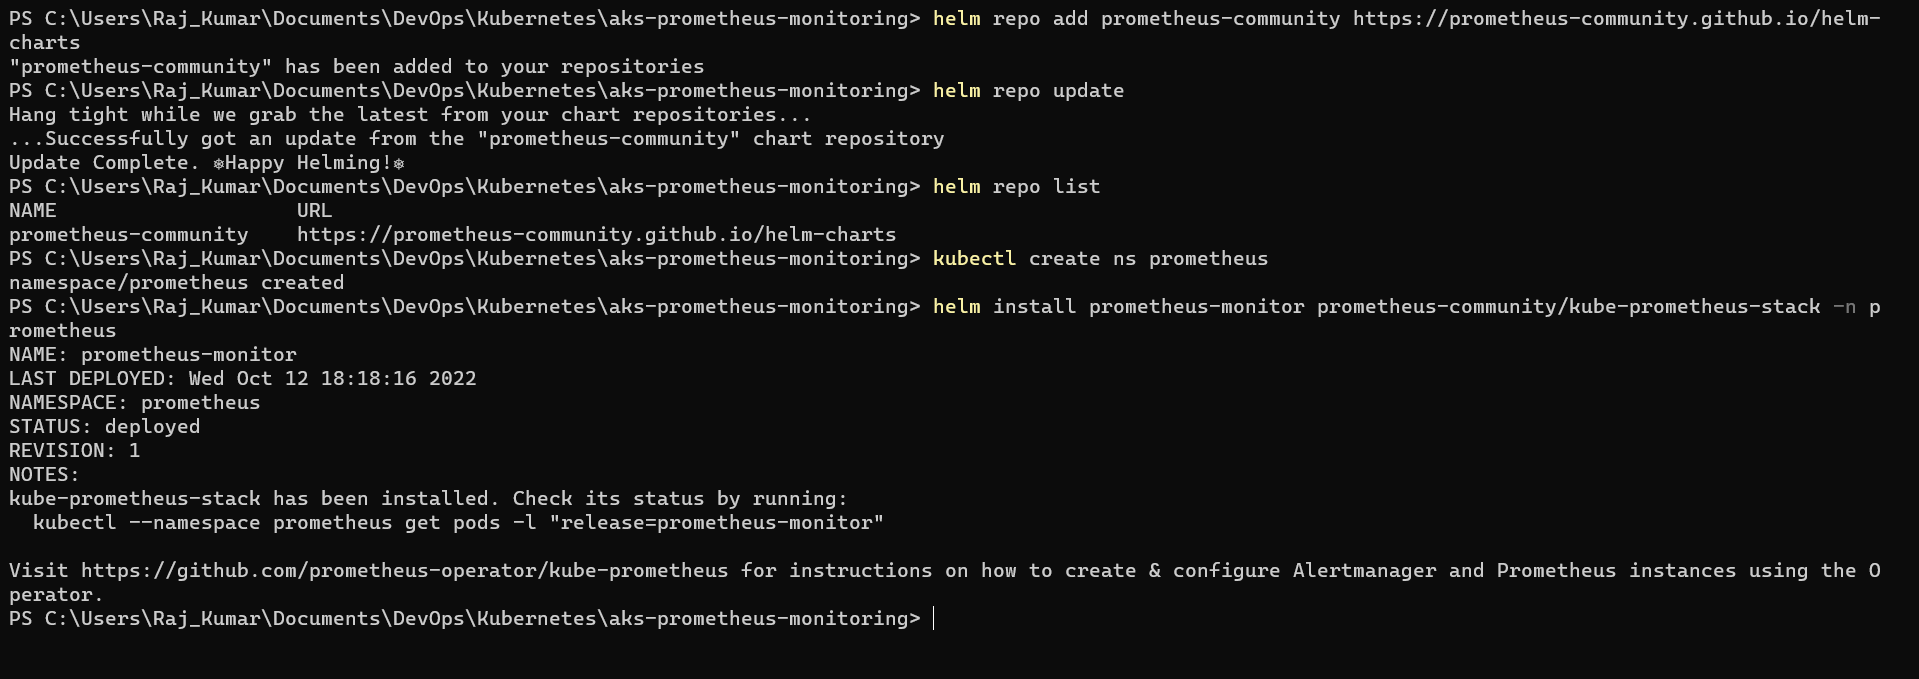 PS C:\Users\Raj_Kumar\Documents\DevOps\Kubernetes\aks-prometheus-monitoring> helm repo add prometheus-community https://prometheus-community.github.io/helm-
charts
"prometheus-community" has been added to your repositories
PS C:\Users\Raj_Kumar\Documents\DevOps\Kubernetes\aks-prometheus-monitoring> helm repo update
Hang tight while we grab the latest from your chart repositories...
...Successfully got an update from the "prometheus-community" chart repository
Update Complete. ⎈Happy Helming!⎈
PS C:\Users\Raj_Kumar\Documents\DevOps\Kubernetes\aks-prometheus-monitoring> helm repo list
NAME                    URL
prometheus-community    https://prometheus-community.github.io/helm-charts
PS C:\Users\Raj_Kumar\Documents\DevOps\Kubernetes\aks-prometheus-monitoring> kubectl create ns prometheus
namespace/prometheus created
PS C:\Users\Raj_Kumar\Documents\DevOps\Kubernetes\aks-prometheus-monitoring> helm install prometheus-monitor prometheus-community/kube-prometheus-stack -n p
rometheus
NAME: prometheus-monitor
LAST DEPLOYED: Wed Oct 12 18:18:16 2022
NAMESPACE: prometheus
STATUS: deployed
REVISION: 1
NOTES:
kube-prometheus-stack has been installed. Check its status by running:
  kubectl --namespace prometheus get pods -l "release=prometheus-monitor"

Visit https://github.com/prometheus-operator/kube-prometheus for instructions on how to create & configure Alertmanager and Prometheus instances using the O
perator.
PS C:\Users\Raj_Kumar\Documents\DevOps\Kubernetes\aks-prometheus-monitoring>